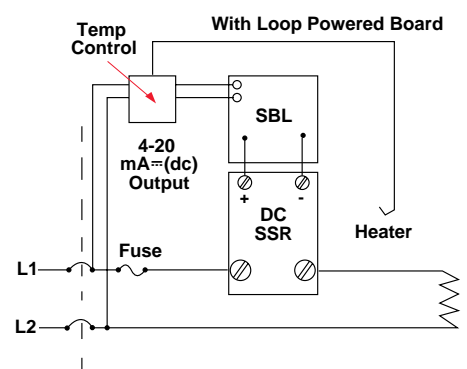 With Loop Powered Board
Temp
Control
SBL
4-20
mA⎓(dc)
Output
+ -
DC
SSR
Heater
Fuse
L1
L2